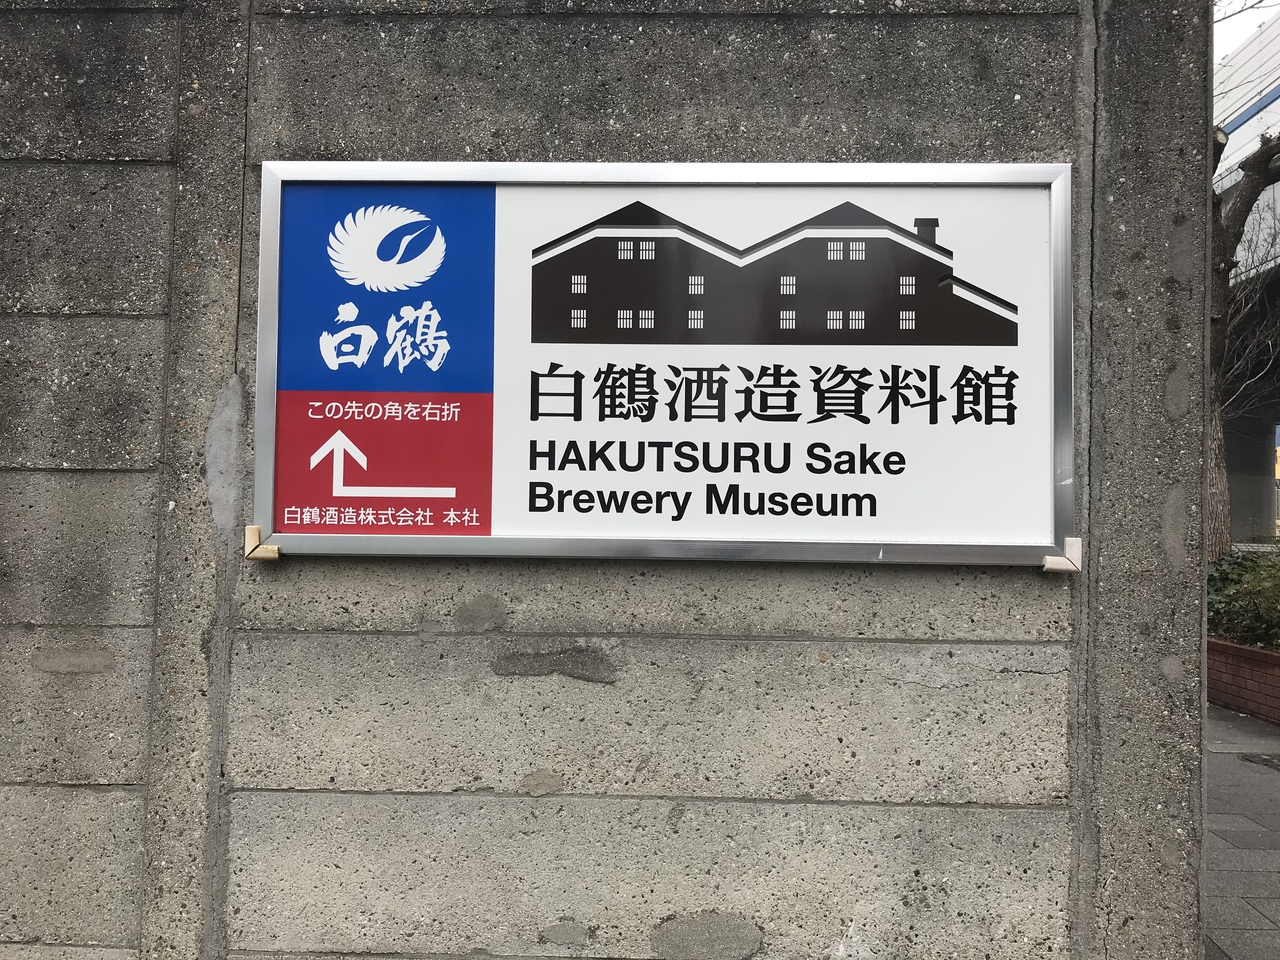 白鶴
この先の角を右折
白鶴酒造株式会社 本社
白鶴酒造資料館
HAKUTSURU Sake
Brewery Museum